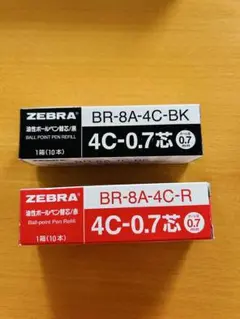 ZEBRA
BR-8A-4C-BK
油性ボールペン替芯/黒
BALL POINT PEN REFILL
4C-0.7芯
0.7
1箱(10本)
ZEBRA
BR-8A-4C-R
油性ボールペン替芯/赤
Ball-point Pen Refill
4C-0.7芯
0.7
1箱(10本)